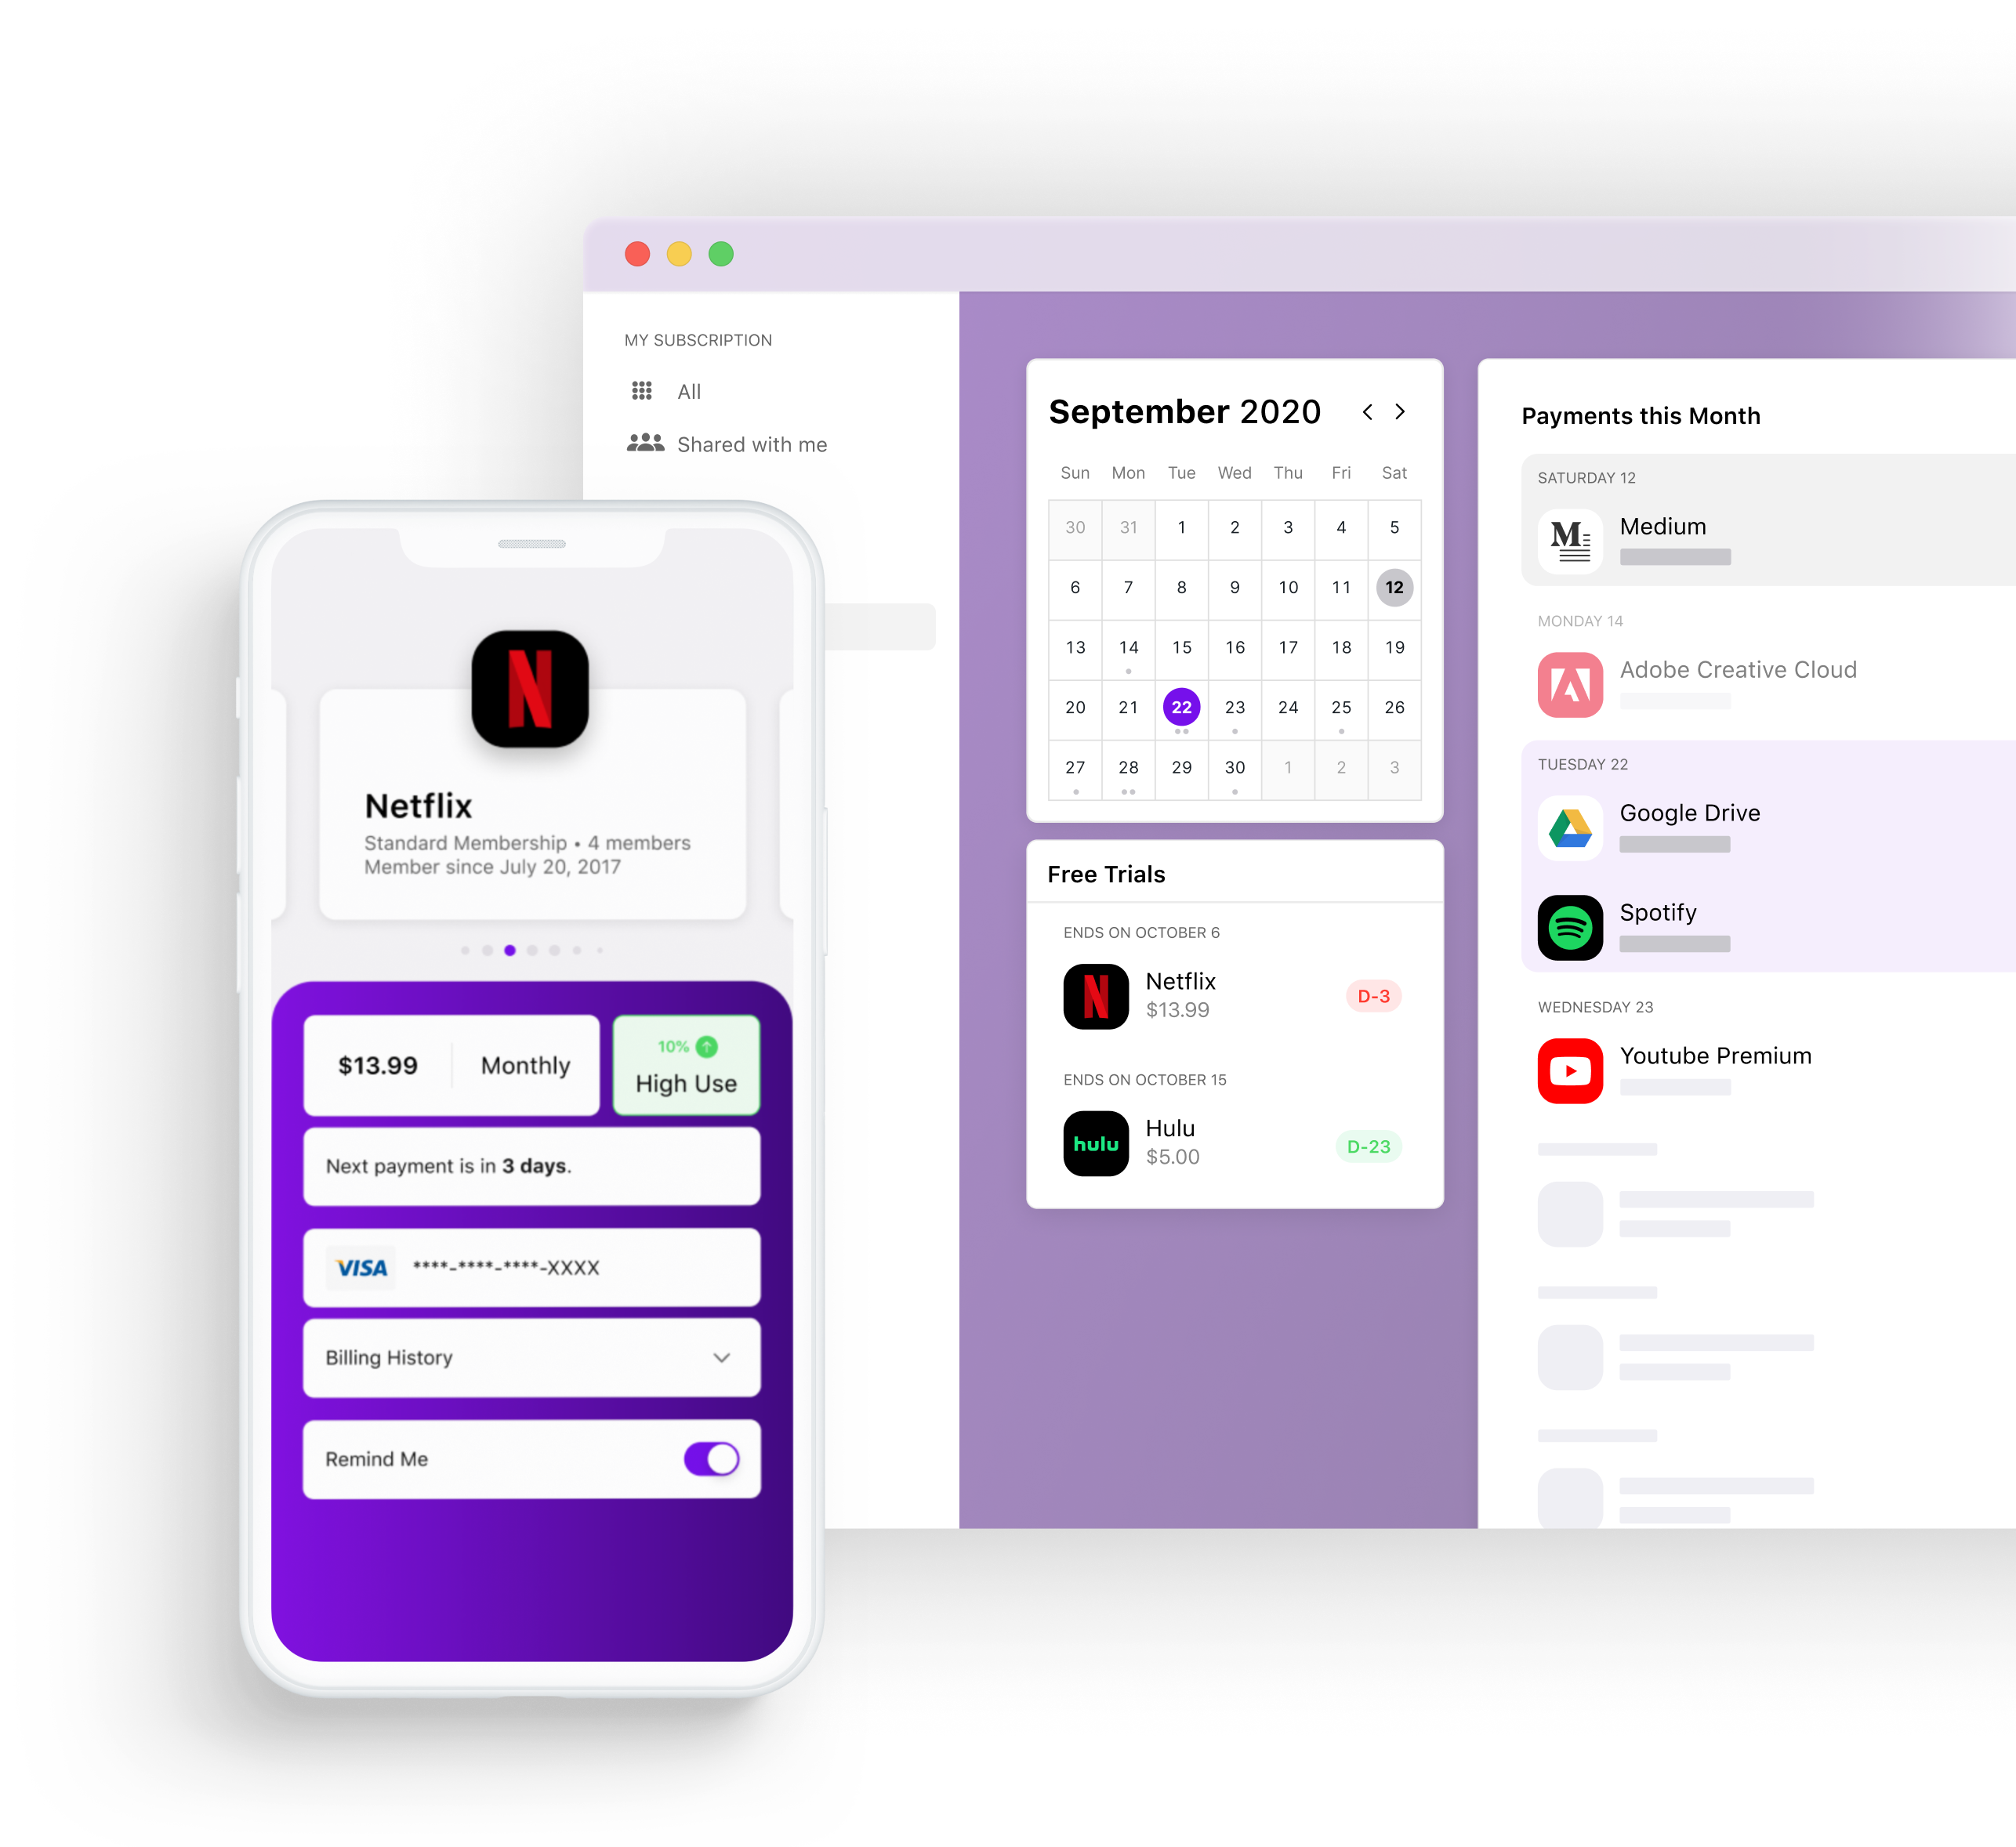 MY SUBSCRIPTION
All
Shared with me
Netflix
Standard Membership • 4 members
Member since July 20, 2017
$13.99
Monthly
10%
High Use
Next payment is in 3 days.
VISA
****-****-****-XXXX
Billing History
Remind Me
September 2020
Sun Mon Tue Wed Thu Fri Sat
30 31 1 2 3 4 5
6 7 8 9 10 11 12
13 14 15 16 17 18 19
20 21 22 23 24 25 26
27 28 29 30 1 2 3
Free Trials
ENDS ON OCTOBER 6
Netflix
$13.99
D-3
ENDS ON OCTOBER 15
hulu
Hulu
$5.00
D-23
Payments this Month
SATURDAY 12
M
Medium
MONDAY 14
Adobe Creative Cloud
TUESDAY 22
Google Drive
Spotify
WEDNESDAY 23
Youtube Premium